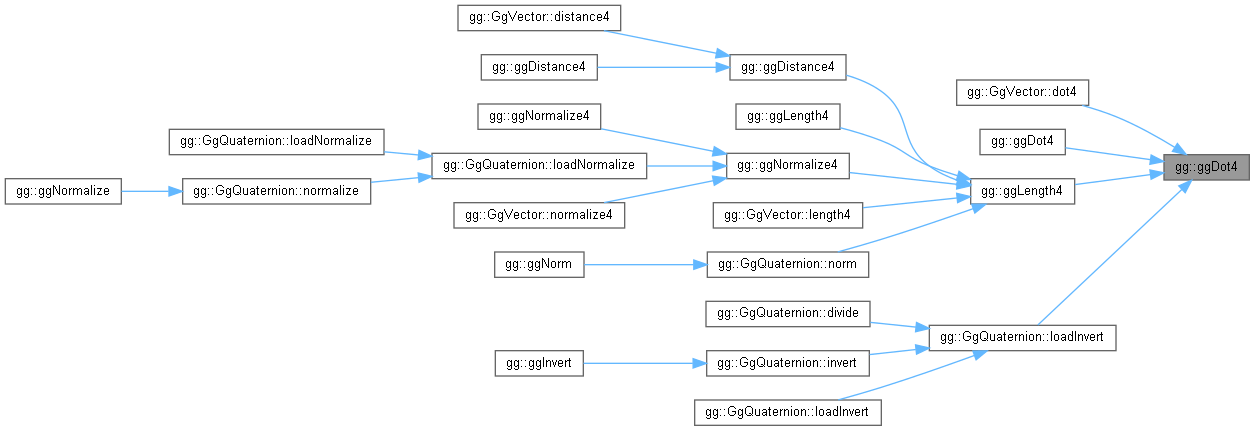 gg::GgVector::distance4
gg::ggDistance4
gg::ggDistance4
gg::GgVector::dot4
gg::ggNormalize4
gg::ggLength4
gg::ggDot4
gg::GgQuaternion::loadNormalize
gg::GgQuaternion::loadNormalize
gg::ggNormalize4
gg::ggDot4
gg::ggNormalize
gg::GgQuaternion::normalize
gg::ggLength4
gg::GgVector::normalize4
gg::GgVector::length4
gg::ggNorm
gg::GgQuaternion::norm
gg::GgQuaternion::divide
gg::GgQuaternion::loadInvert
gg::ggInvert
gg::GgQuaternion::invert
gg::GgQuaternion::loadInvert